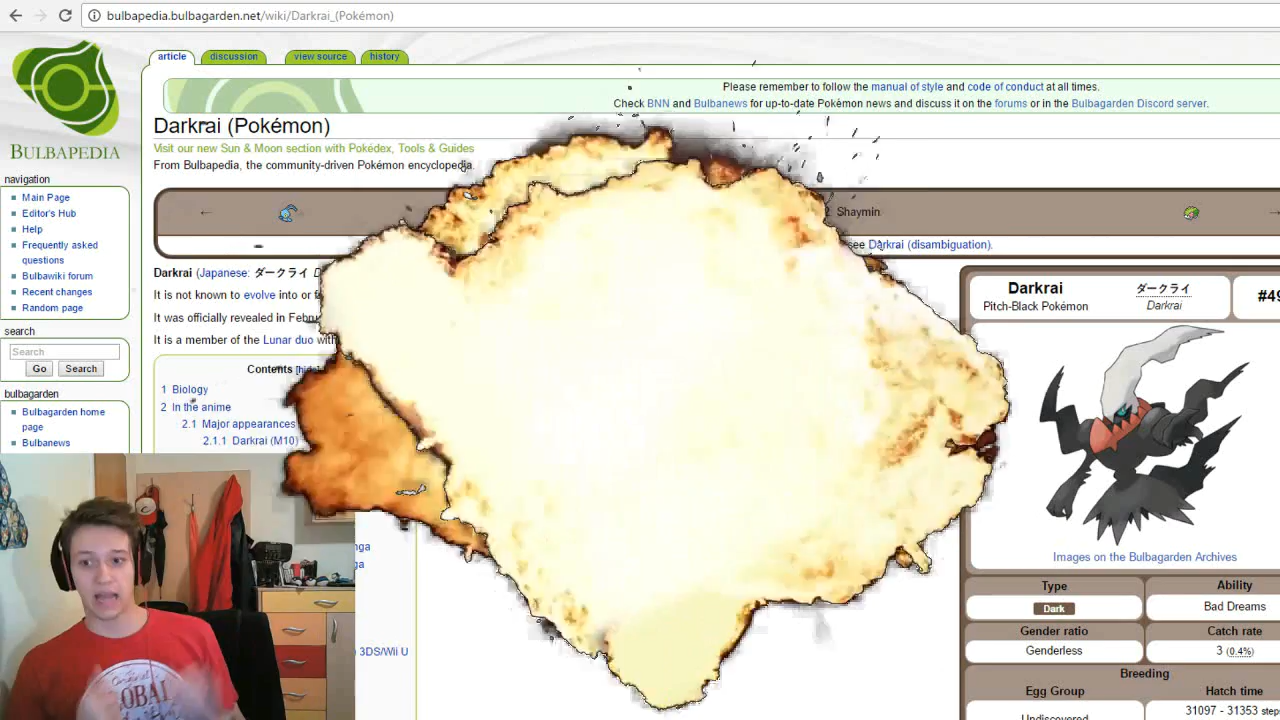 bulbapedia.bulbagarden.net/wiki/Darkrai_(Pokémon)
article discussion view source history
Please remember to follow the manual of style and code of conduct at all times.
Check BNN and Bulbanews for up-to-date Pokémon news and discuss it on the forums or in the Bulbagarden Discord server.
BULBAPEDIA
Darkrai (Pokémon)
Visit our new Sun & Moon section with Pokédex, Tools & Guides
From Bulbapedia, the community-driven Pokémon encyclopedia.
navigation
Main Page
Editor's Hub
Help
Frequently asked
questions
Bulbawiki forum
Recent changes
Random page
search
Search
Go Search
bulbagarden
Bulbagarden home
page
Bulbanews
← Shaymin →
see Darkrai (disambiguation).
Darkrai (Japanese: ダークライ D
It is not known to evolve into or
It was officially revealed in Febru
It is a member of the Lunar duo with
Contents [hide]
1 Biology
2 In the anime
2.1 Major appearances
2.1.1 Darkrai (M10)
nga
ga
3DS/Wii U
Darkrai
Pitch-Black Pokémon
ダークライ
Darkrai
#49
Images on the Bulbagarden Archives
Type Ability
Dark Bad Dreams
Gender ratio Catch rate
Genderless 3 (0.4%)
Breeding
Egg Group Hatch time
Undiscovered 31097 - 31353 steps
OBAL